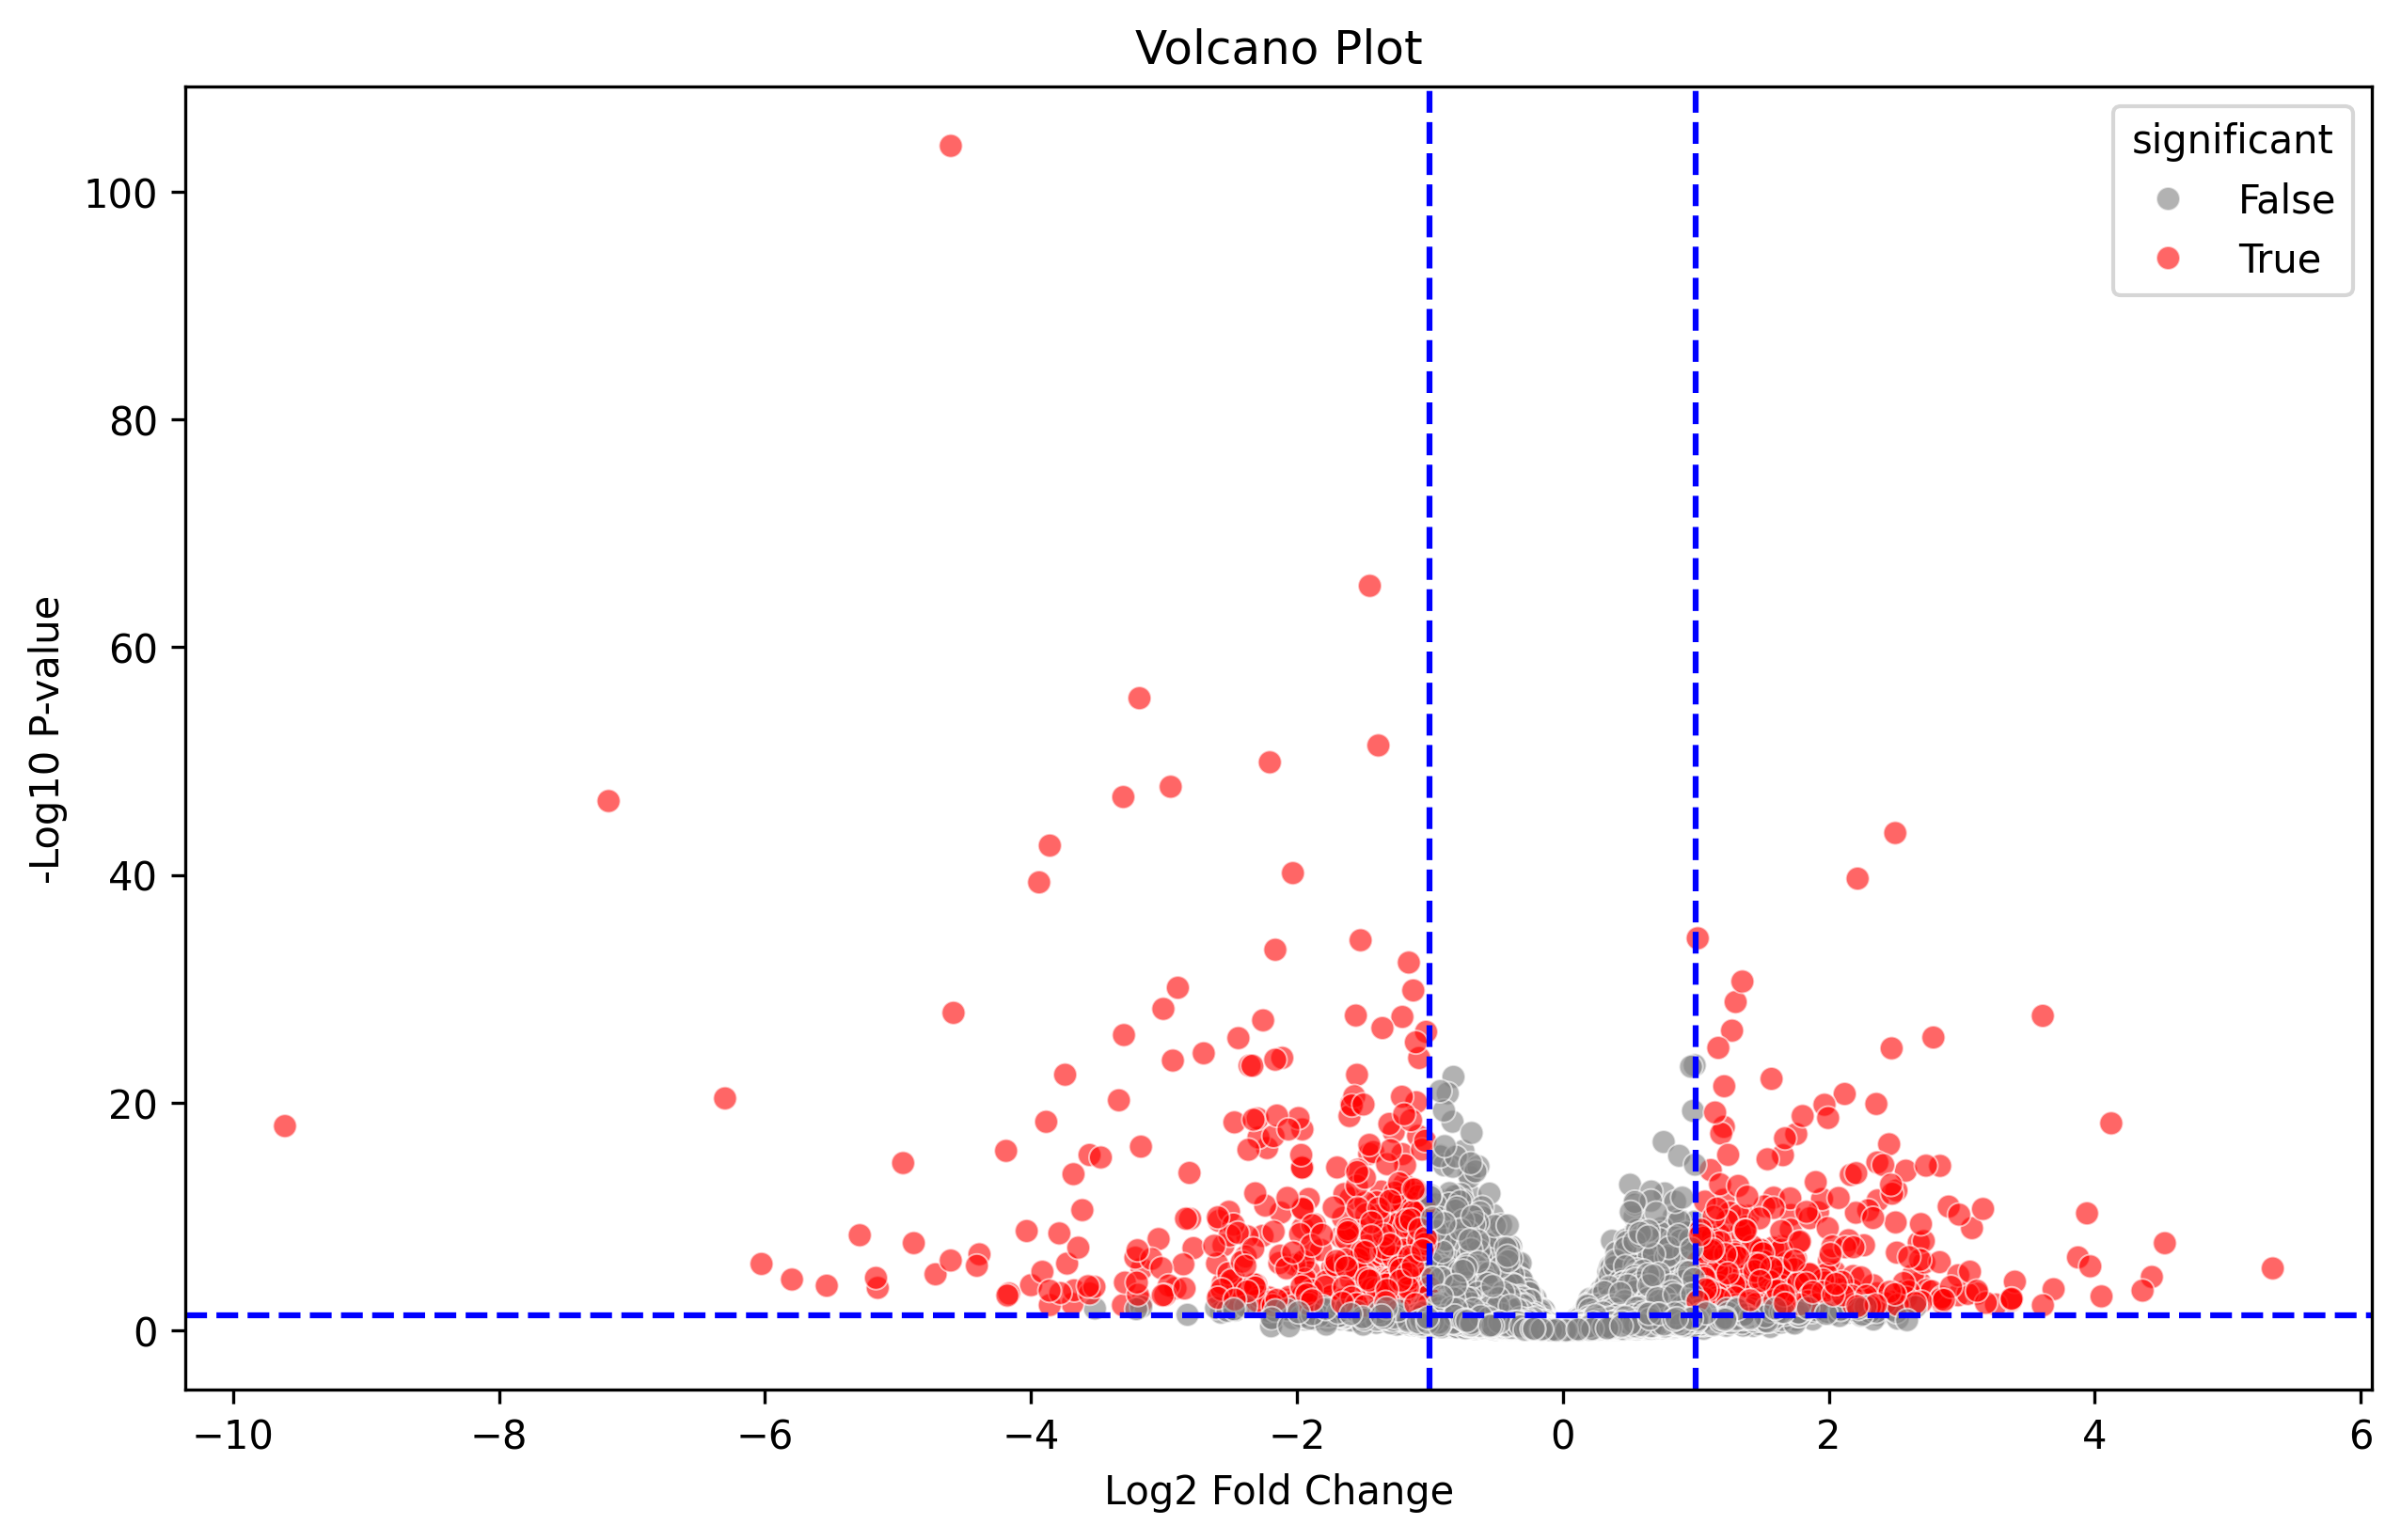 Volcano Plot
significant
False
True
100
80
60
40
20
0
-Log10 P-value
−10 −8 −6 −4 −2 0 2 4 6
Log2 Fold Change